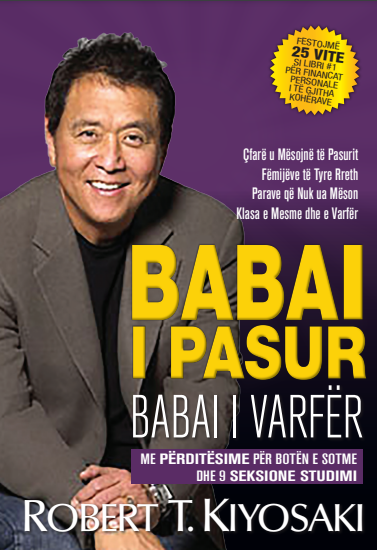 FESTOJMË
25 VITE
SI LIBRI #1
PËR FINANCAT
PERSONALE
I TË GJITHA
KOHËRAVE
Çfarë u Mësojnë të Pasurit
Fëmijëve të Tyre Rreth
Parave që Nuk ua Mëson
Klasa e Mesme dhe e Varfër
BABAI
I PASUR
BABAI I VARFËR
ME PËRDITËSIME PËR BOTËN E SOTME
DHE 9 SEKSIONE STUDIMI
ROBERT T. KIYOSAKI